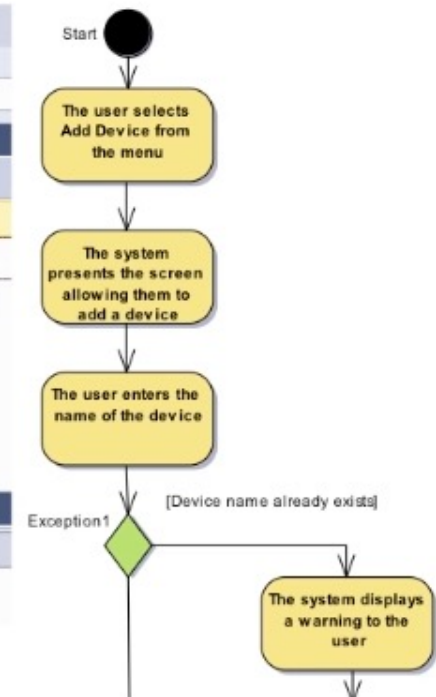 Start
The user selects
Add Device from
the menu
The system
presents the screen
allowing them to
add a device
The user enters the
name of the device
[Device name already exists]
Exception1
The system displays
a warning to the
user